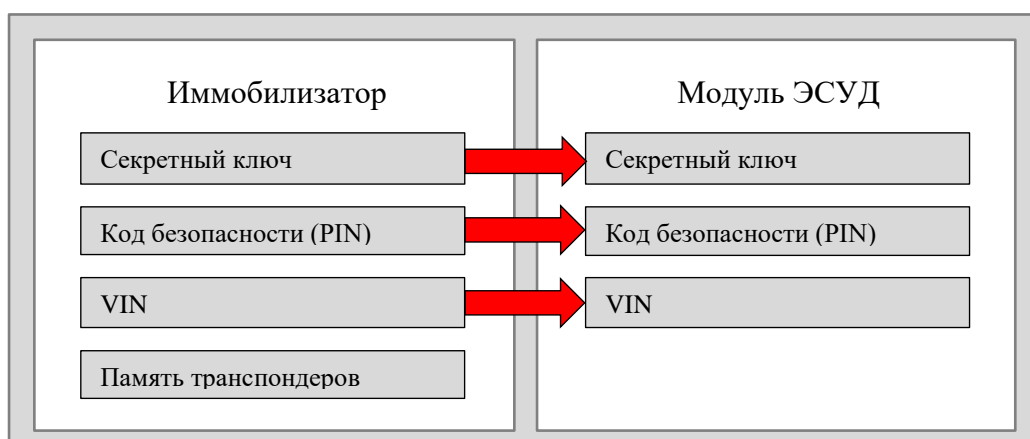 Иммобилизатор
Секретный ключ
Код безопасности (PIN)
VIN
Память транспондеров
Модуль ЭСУД
Секретный ключ
Код безопасности (PIN)
VIN